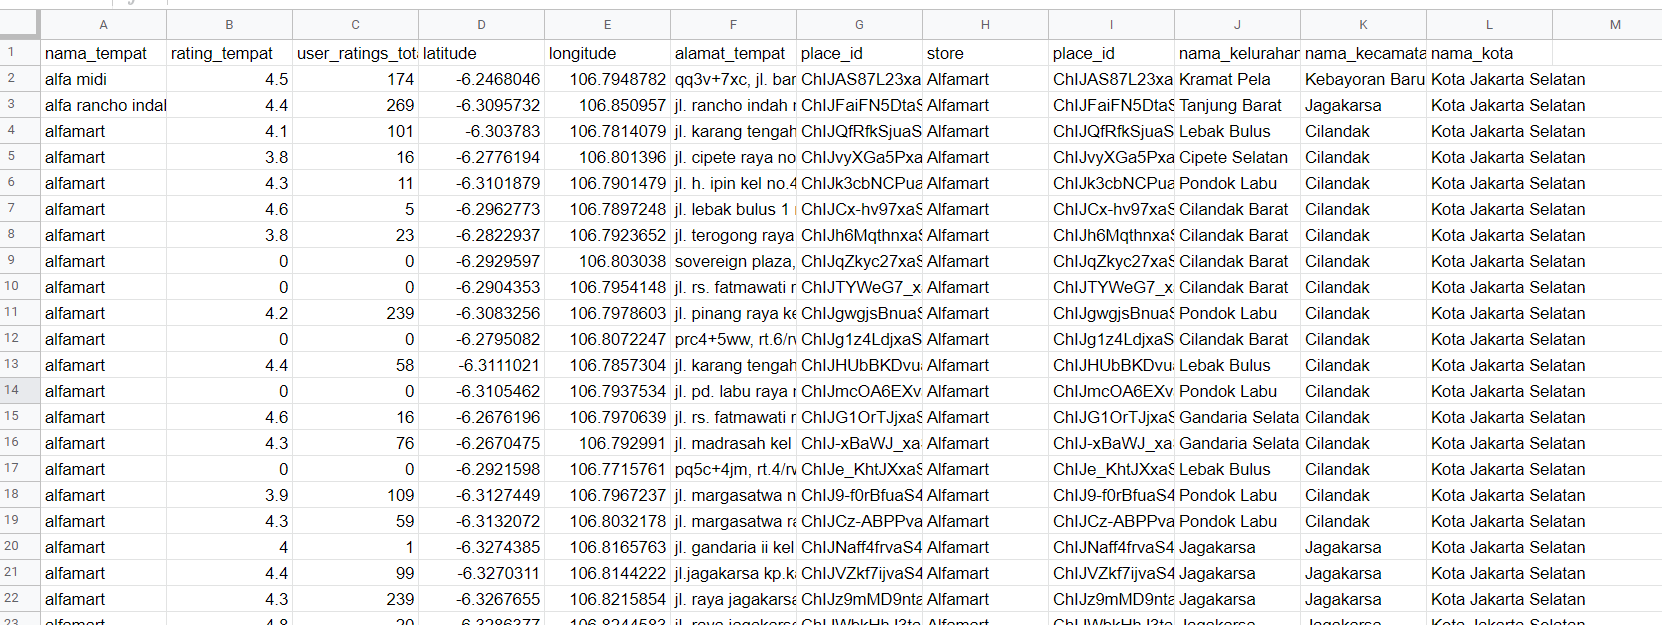 A B C D E F G H I J K L M
1 nama_tempat rating_tempat user_ratings_tot latitude longitude alamat_tempat place_id store place_id nama_kelurahan nama_kecamata nama_kota
2 alfa midi 4.5 174 -6.2468046 106.7948782 qq3v+7xc, jl. bar ChIJAS87L23xa Alfamart ChIJAS87L23xa Kramat Pela Kebayoran Baru Kota Jakarta Selatan
3 alfa rancho indah 4.4 269 -6.3095732 106.850957 jl. rancho indah ChIJFaiFN5DtaS Alfamart ChIJFaiFN5DtaS Tanjung Barat Jagakarsa Kota Jakarta Selatan
4 alfamart 4.1 101 -6.303783 106.7814079 jl. karang tengah ChIJQfRfkSjuaS Alfamart ChIJQfRfkSjuaS Lebak Bulus Cilandak Kota Jakarta Selatan
5 alfamart 3.8 16 -6.2776194 106.801396 jl. cipete raya no ChIJvyXGa5Pxa Alfamart ChIJvyXGa5Pxa Cipete Selatan Cilandak Kota Jakarta Selatan
6 alfamart 4.3 11 -6.3101879 106.7901479 jl. h. ipin kel no.4 ChIJk3cbNCPua Alfamart ChIJk3cbNCPua Pondok Labu Cilandak Kota Jakarta Selatan
7 alfamart 4.6 5 -6.2962773 106.7897248 jl. lebak bulus 1 ChIJCx-hv97xaS Alfamart ChIJCx-hv97xaS Cilandak Barat Cilandak Kota Jakarta Selatan
8 alfamart 3.8 23 -6.2822937 106.7923652 jl. terogong raya ChIJh6MqthnxaS Alfamart ChIJh6MqthnxaS Cilandak Barat Cilandak Kota Jakarta Selatan
9 alfamart 0 0 -6.2929597 106.803038 sovereign plaza, ChIJqZkyc27xaS Alfamart ChIJqZkyc27xaS Cilandak Barat Cilandak Kota Jakarta Selatan
10 alfamart 0 0 -6.2904353 106.7954148 jl. rs. fatmawati r ChIJTYWeG7_x Alfamart ChIJTYWeG7_x Cilandak Barat Cilandak Kota Jakarta Selatan
11 alfamart 4.2 239 -6.3083256 106.7978603 jl. pinang raya ke ChIJgwgjsBnuaS Alfamart ChIJgwgjsBnuaS Pondok Labu Cilandak Kota Jakarta Selatan
12 alfamart 0 0 -6.2795082 106.8072247 prc4+5ww, rt.6/rw ChIJg1z4LdjxaS Alfamart ChIJg1z4LdjxaS Cilandak Barat Cilandak Kota Jakarta Selatan
13 alfamart 4.4 58 -6.3111021 106.7857304 jl. karang tengah ChIJHUbBKDvu Alfamart ChIJHUbBKDvu Lebak Bulus Cilandak Kota Jakarta Selatan
14 alfamart 0 0 -6.3105462 106.7937534 jl. pd. labu raya r ChIJmcOA6EXv Alfamart ChIJmcOA6EXv Pondok Labu Cilandak Kota Jakarta Selatan
15 alfamart 4.6 16 -6.2676196 106.7970639 jl. rs. fatmawati r ChIJG1OrTJjxaS Alfamart ChIJG1OrTJjxaS Gandaria Selata Cilandak Kota Jakarta Selatan
16 alfamart 4.3 76 -6.2670475 106.792991 jl. madrasah kel ChIJ-xBaWJ_xa Alfamart ChIJ-xBaWJ_xa Gandaria Selata Cilandak Kota Jakarta Selatan
17 alfamart 0 0 -6.2921598 106.7715761 pq5c+4jm, rt.4/rw ChIJe_KhtJXxaS Alfamart ChIJe_KhtJXxaS Lebak Bulus Cilandak Kota Jakarta Selatan
18 alfamart 3.9 109 -6.3127449 106.7967237 jl. margasatwa n ChIJ9-f0rBfuaS4 Alfamart ChIJ9-f0rBfuaS4 Pondok Labu Cilandak Kota Jakarta Selatan
19 alfamart 4.3 59 -6.3132072 106.8032178 jl. margasatwa ra ChIJCz-ABPPva Alfamart ChIJCz-ABPPva Pondok Labu Cilandak Kota Jakarta Selatan
20 alfamart 4 1 -6.3274385 106.8165763 jl. gandaria ii kel ChIJNaff4frvaS4 Alfamart ChIJNaff4frvaS4 Jagakarsa Jagakarsa Kota Jakarta Selatan
21 alfamart 4.4 99 -6.3270311 106.8144222 jl.jagakarsa kp.k ChIJVZkf7ijvaS4 Alfamart ChIJVZkf7ijvaS4 Jagakarsa Jagakarsa Kota Jakarta Selatan
22 alfamart 4.3 239 -6.3267655 106.8215854 jl. raya jagakarsa ChIJz9mMD9nta Alfamart ChIJz9mMD9nta Jagakarsa Jagakarsa Kota Jakarta Selatan